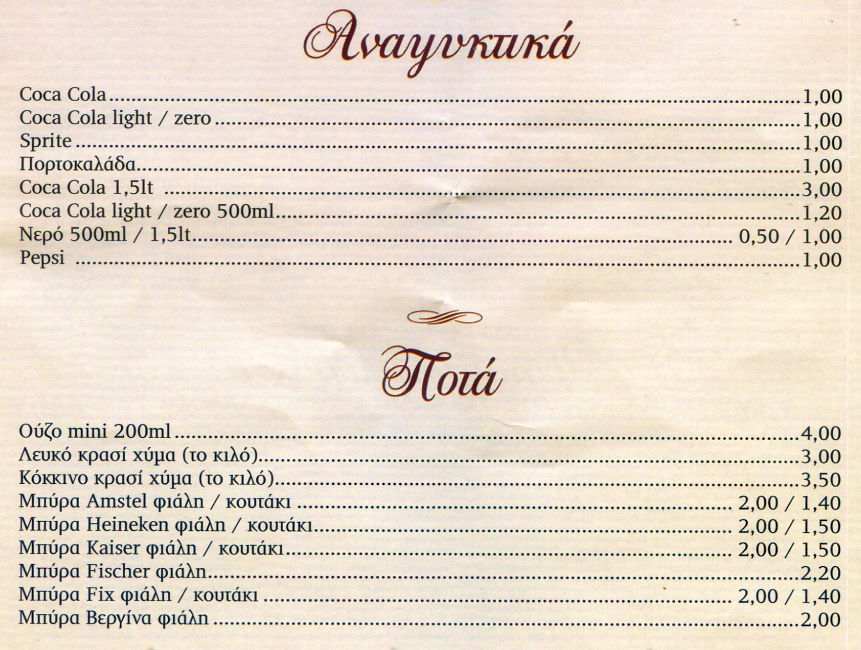 Αναψυκτικά
Coca Cola 1,00
Coca Cola light / zero 1,00
Sprite 1,00
Πορτοκαλάδα 1,00
Coca Cola 1,5lt 3,00
Coca Cola light / zero 500ml 1,20
Νερό 500ml / 1,5lt 0,50 / 1,00
Pepsi 1,00
Ποτά
Ούζο mini 200ml 4,00
Λευκό κρασί χύμα (το κιλό) 3,00
Κόκκινο κρασί χύμα (το κιλό) 3,50
Μπύρα Amstel φιάλη / κουτάκι 2,00 / 1,40
Μπύρα Heineken φιάλη / κουτάκι 2,00 / 1,50
Μπύρα Kaiser φιάλη / κουτάκι 2,00 / 1,50
Μπύρα Fischer φιάλη 2,20
Μπύρα Fix φιάλη / κουτάκι 2,00 / 1,40
Μπύρα Βεργίνα φιάλη 2,00